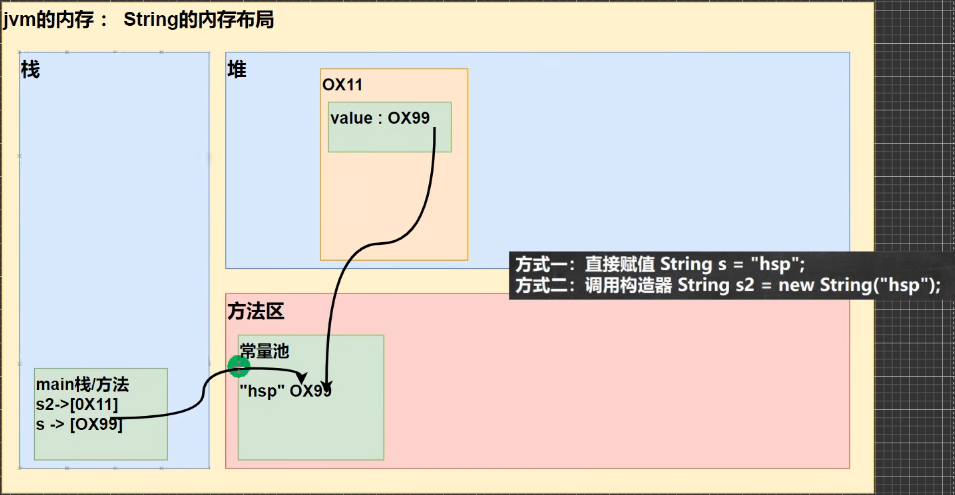 jvm的内存： String的内存布局
栈
堆
OX11
value : OX99
方式一：直接赋值 String s = "hsp";
方式二：调用构造器 String s2 = new String("hsp");
方法区
常量池
"hsp" OX99
main栈/方法
s2->[0X11]
s -> [OX99]